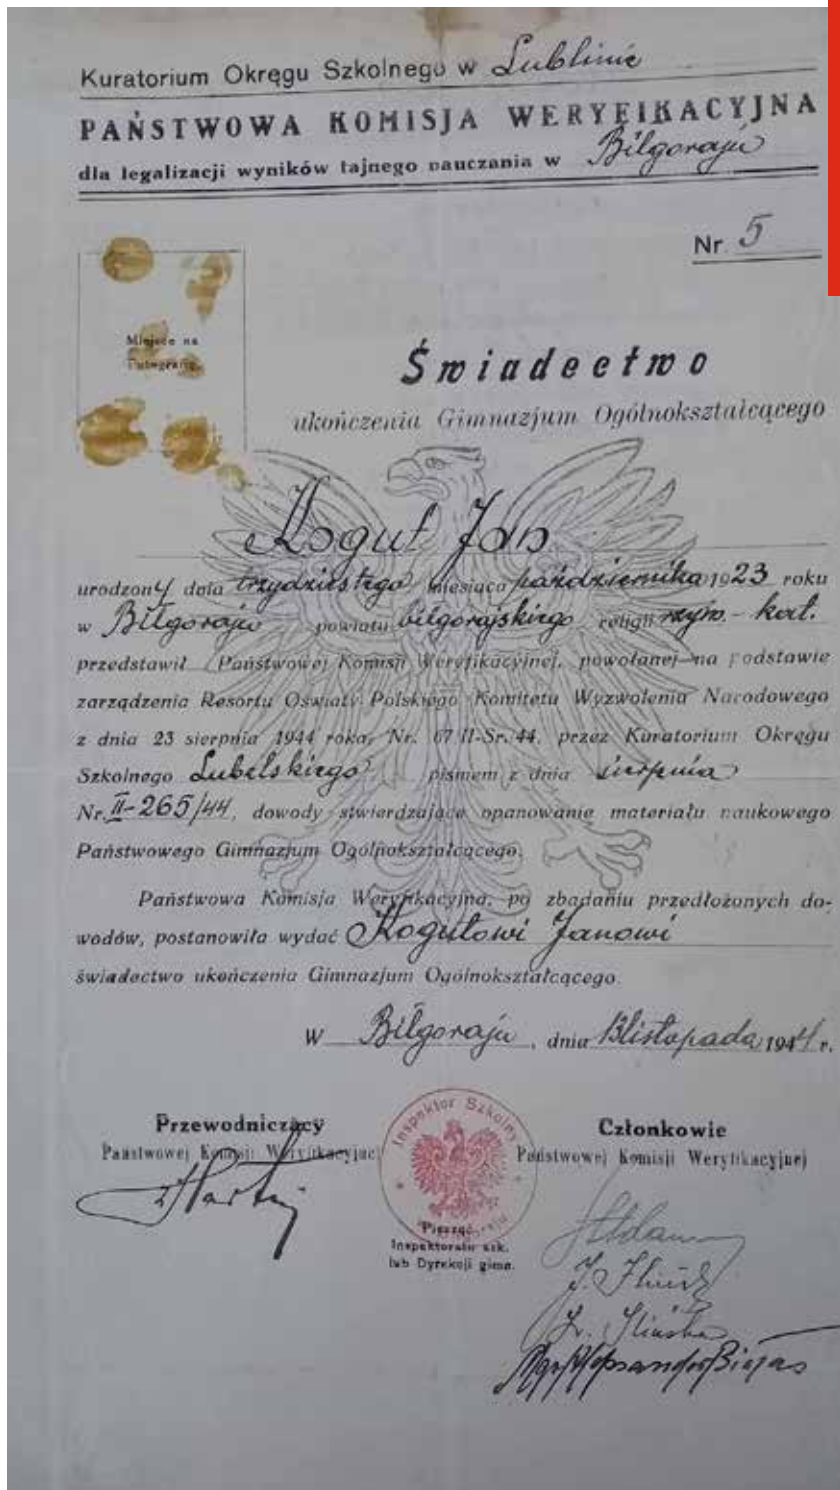 Kuratorium Okręgu Szkolnego w Lublinie
PAŃSTWOWA KOMISJA WERYFIKACYJNA
dla legalizacji wyników tajnego nauczania w Biłgoraju
Nr. 5
Miejsce na
Fotografię
Świadectwo
ukończenia Gimnazjum Ogólnokształcącego
Kogut Jan
urodzony dnia trzydziestego miesiąca października 1923 roku
w Biłgoraju powiatu biłgorajskiego religii rzym.-kat.
przedstawił Państwowej Komisji Weryfikacyjnej, powołanej na podstawie
zarządzenia Resortu Oświaty Polskiego Komitetu Wyzwolenia Narodowego
z dnia 23 sierpnia 1944 roku, Nr. 67 II-Sr. 44, przez Kuratorium Okręgu
Szkolnego Lubelskiego pismem z dnia sierpnia
Nr. II-265/44, dowody stwierdzające opanowanie materiału naukowego
Państwowego Gimnazjum Ogólnokształcącego.
Państwowa Komisja Weryfikacyjna, po zbadaniu przedłożonych do-
wodów, postanowiła wydać Kogutowi Janowi
świadectwo ukończenia Gimnazjum Ogólnokształcącego.
W Biłgoraju, dnia 13 listopada 1944 r.
Przewodniczący
Państwowej Komisji Weryfikacyjnej
Członkowie
Państwowej Komisji Weryfikacyjnej
Inspektor Szkolny
Pieczęć
Inspektoratu szk.
lub Dyrekcji gimn.